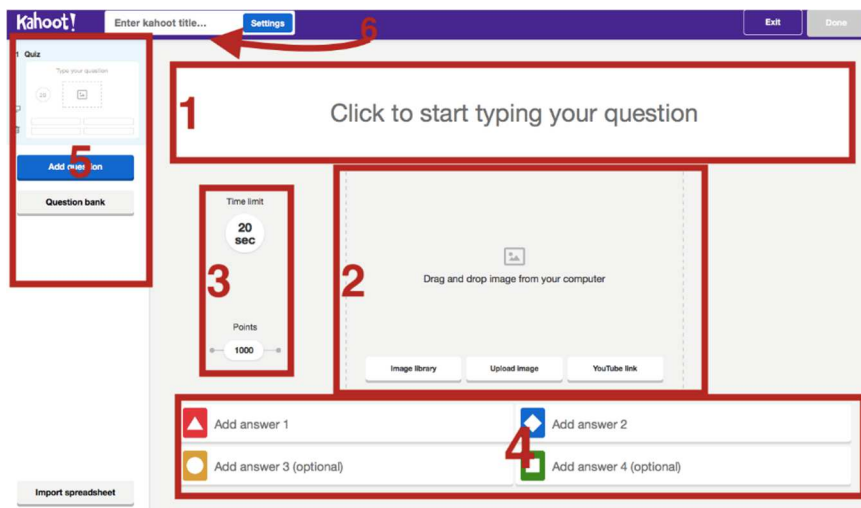 Kahoot! Enter kahoot title... Settings 6 Exit Done
1 Quiz
Type your question
20
1 Click to start typing your question
5
Add question
Question bank
Time limit
20
sec
3
Points
1000
2
Drag and drop image from your computer
Image library Upload image YouTube link
Add answer 1 Add answer 2
4
Add answer 3 (optional) Add answer 4 (optional)
Import spreadsheet